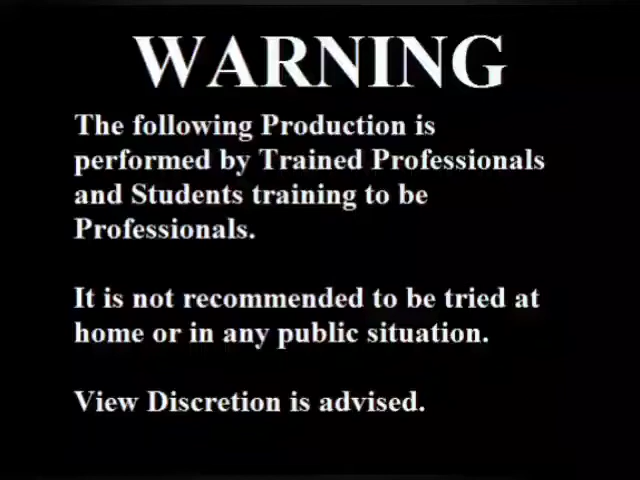 WARNING
The following Production is
performed by Trained Professionals
and Students training to be
Professionals.
It is not recommended to be tried at
home or in any public situation.
View Discretion is advised.